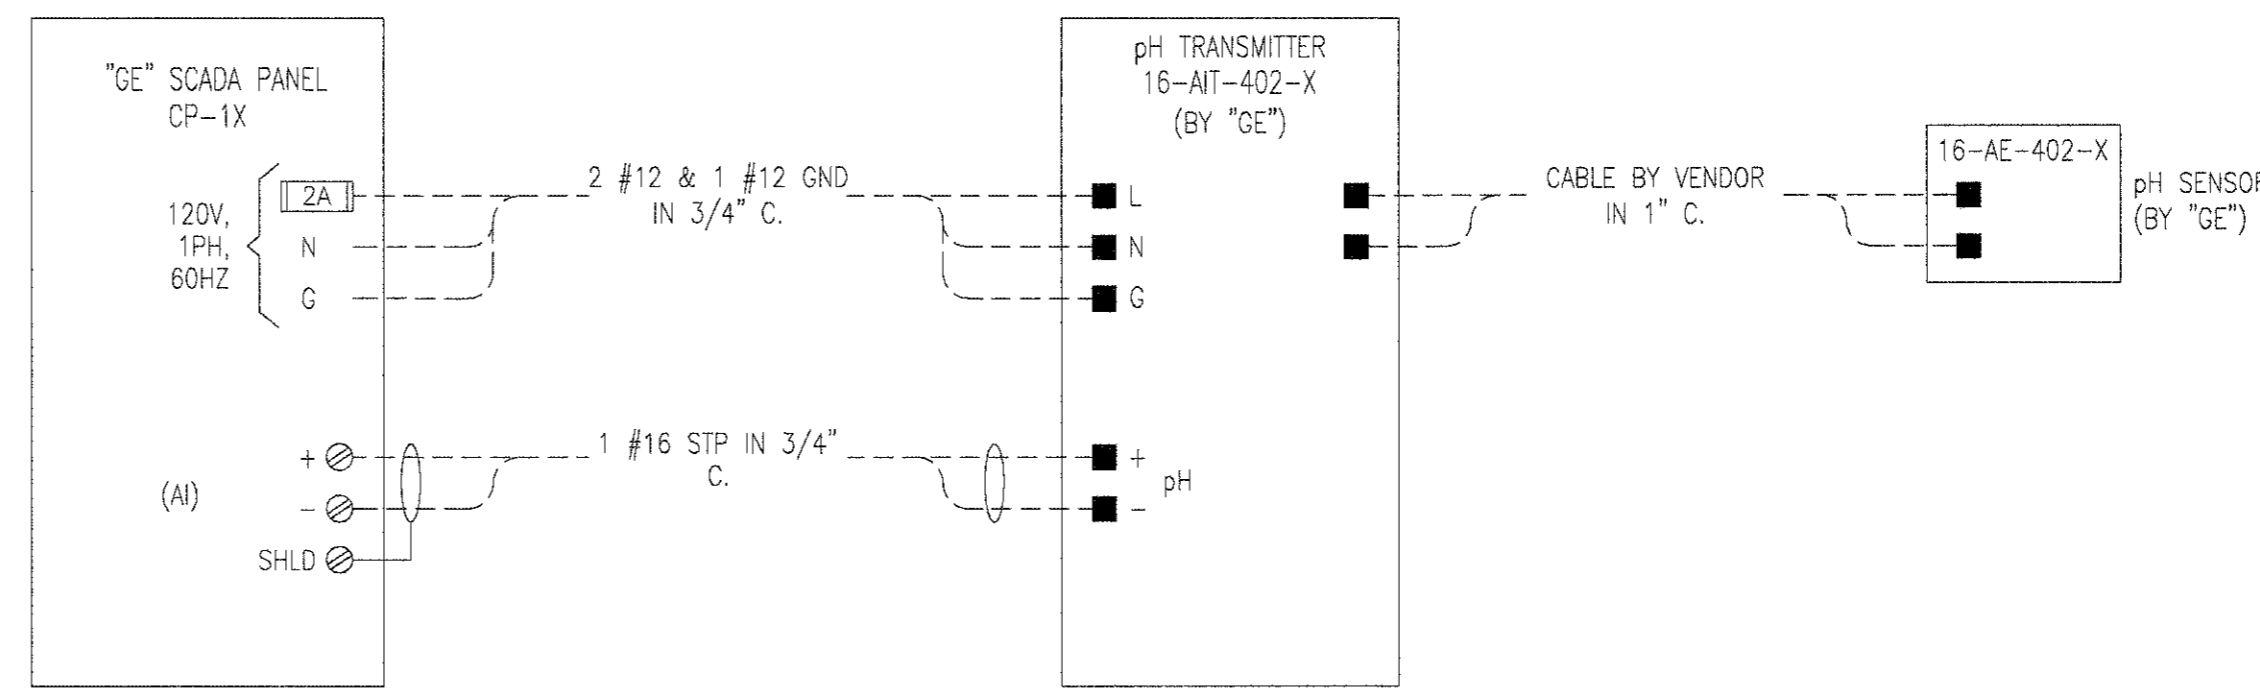 "GE" SCADA PANEL
CP-1X
120V,
1PH,
60HZ
2A
N
G
2 #12 & 1 #12 GND
IN 3/4" C.
(AI)
+
-
SHLD
1 #16 STP IN 3/4"
C.
pH TRANSMITTER
16-AIT-402-X
(BY "GE")
L
N
G
+
-
pH
CABLE BY VENDOR
IN 1" C.
16-AE-402-X
pH SENSOR
(BY "GE")